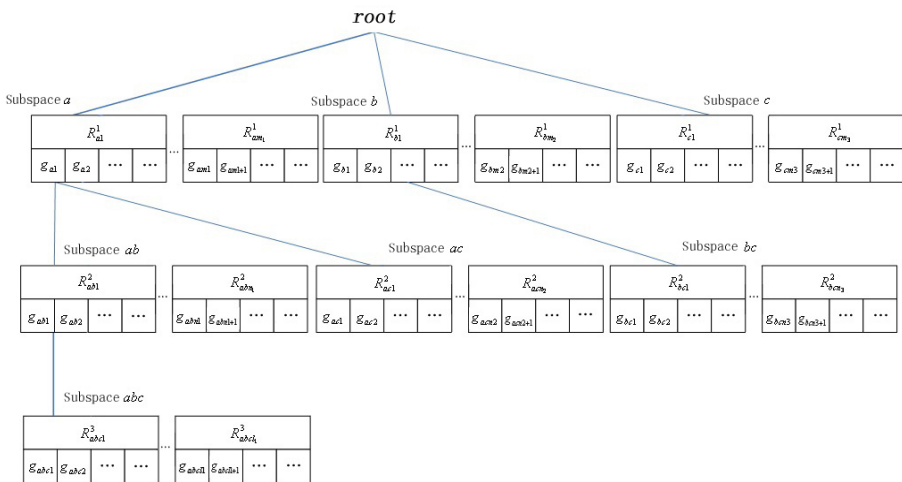 root
Subspace a Subspace b Subspace c
R¹a1 ... R¹am₁ R¹b1 ... R¹bm₂ R¹c1 ... R¹cm₃
ga1 ga2 ... ... gam1 gam1+1 ... ... gb1 gb2 ... ... gbm2 gbm2+1 ... ... gc1 gc2 ... ... gcm3 gcm3+1 ... ...
Subspace ab Subspace ac Subspace bc
R²ab1 ... R²abn₁ R²ac1 ... R²acn₂ R²bc1 ... R²bcn₃
gab1 gab2 ... ... gabn1 gabn1+1 ... ... gac1 gac2 ... ... gacn2 gacn2+1 ... ... gbc1 gbc2 ... ... gbcn3 gbcn3+1 ... ...
Subspace abc
R³abc1 ... R³abcl₁
gabc1 gabc2 ... ... gabcl1 gabcl1+1 ... ...